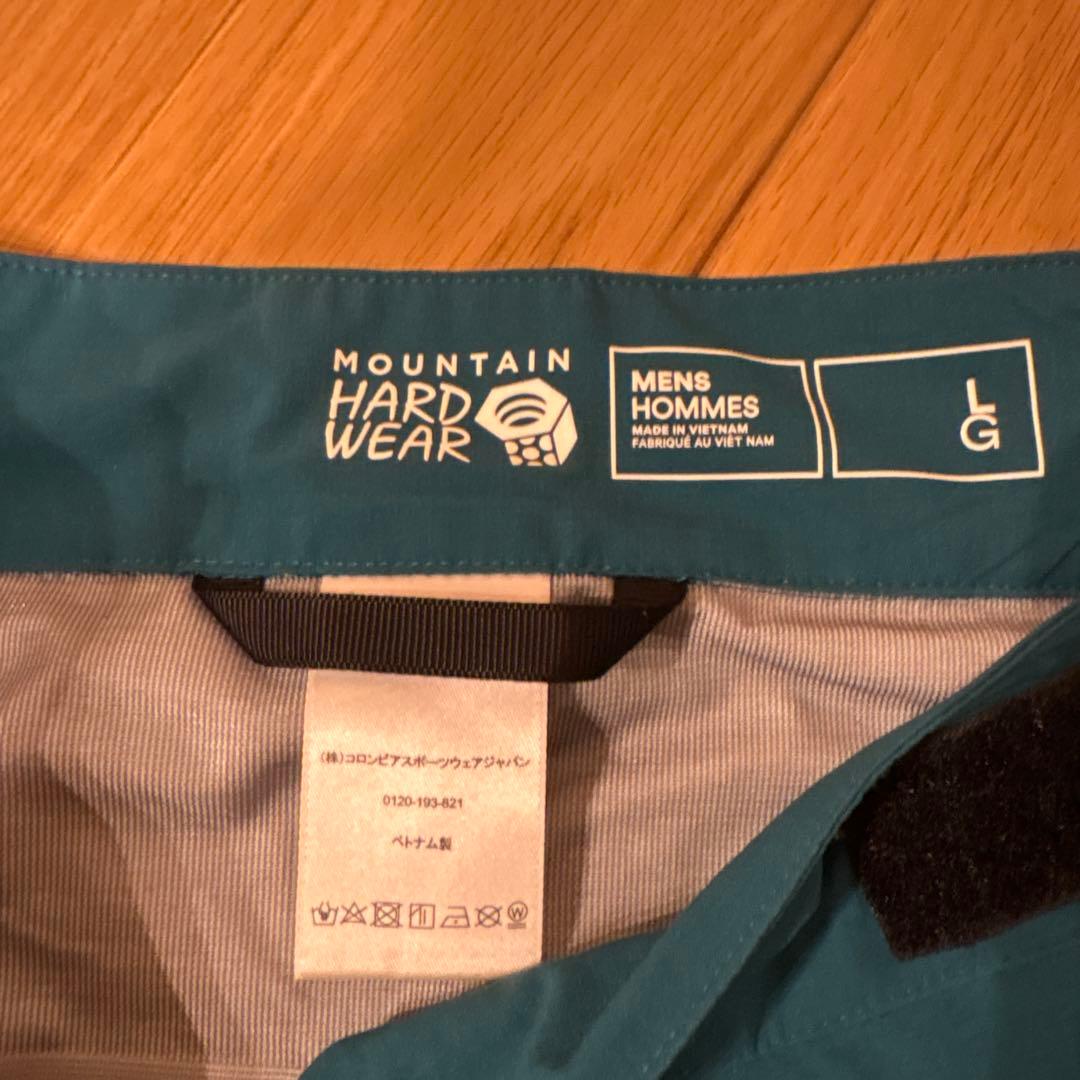 MOUNTAIN
HARD
WEAR
MENS
HOMMES
MADE IN VIETNAM
FABRIQUÉ AU VIÊT NAM
L
G
(株)コロンビアスポーツウェアジャパン
0120-193-821
ベトナム製
W